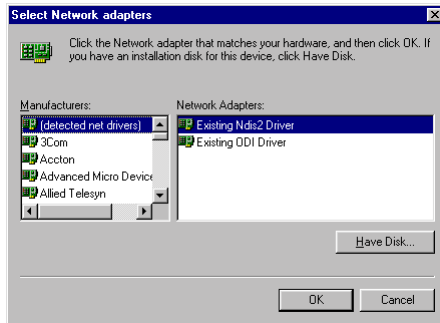 Select Network adapters
Click the Network adapter that matches your hardware, and then click OK. If
you have an installation disk for this device, click Have Disk.
Manufacturers:
(detected net drivers)
3Com
Accton
Advanced Micro Device
Allied Telesyn
Network Adapters:
Existing Ndis2 Driver
Existing ODI Driver
Have Disk...
OK
Cancel